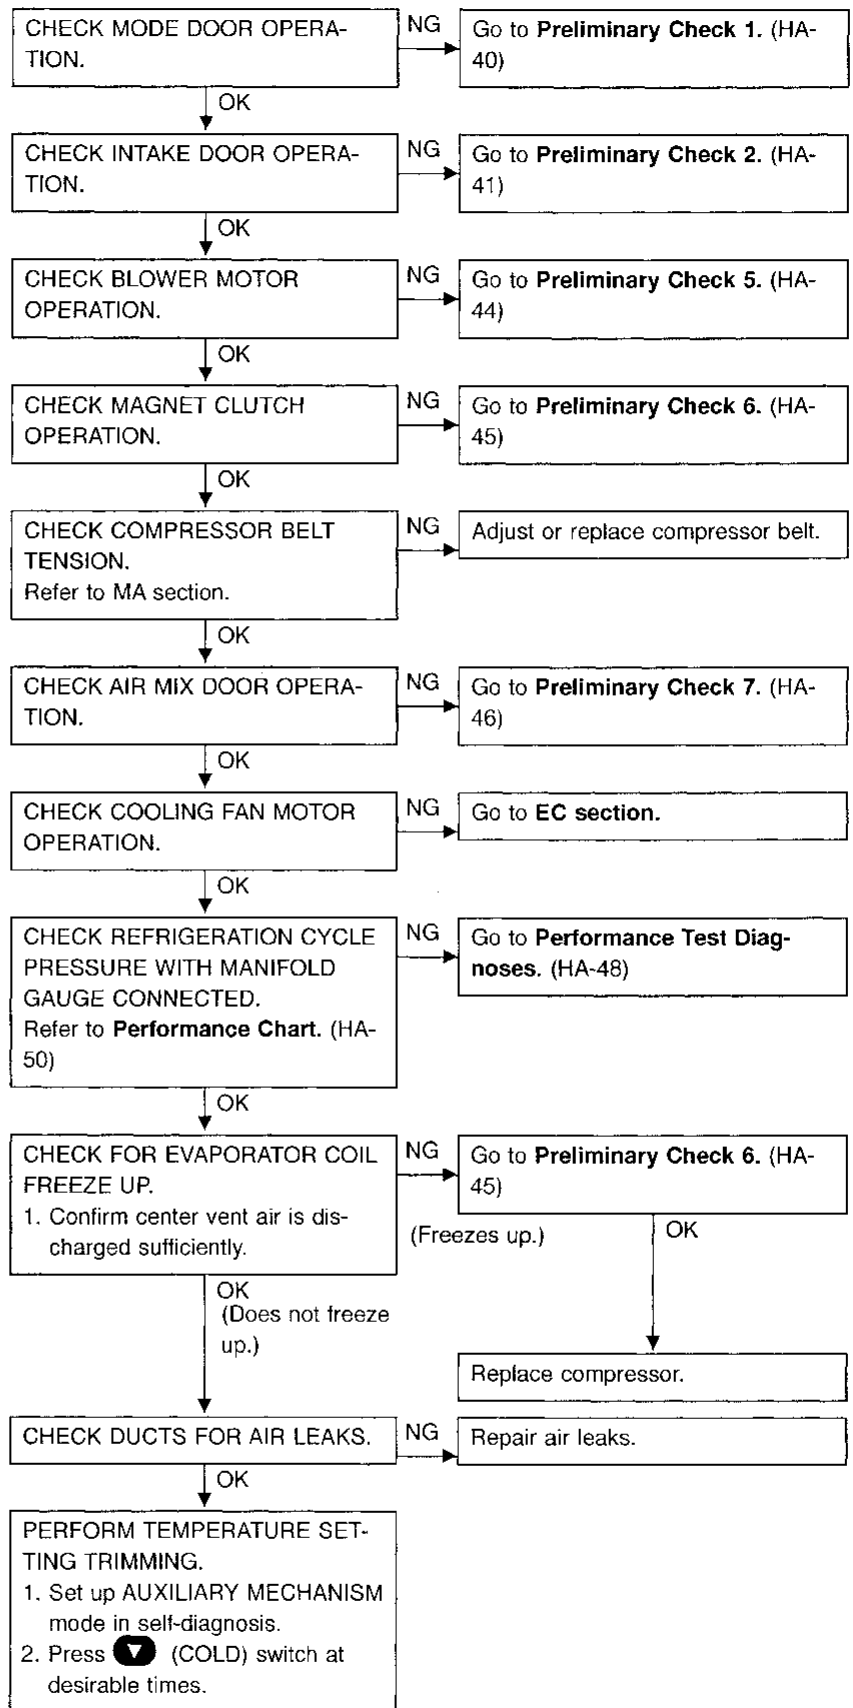 CHECK MODE DOOR OPERA-
TION.
NG
Go to Preliminary Check 1. (HA-
40)
OK
CHECK INTAKE DOOR OPERA-
TION.
NG
Go to Preliminary Check 2. (HA-
41)
OK
CHECK BLOWER MOTOR
OPERATION.
NG
Go to Preliminary Check 5. (HA-
44)
OK
CHECK MAGNET CLUTCH
OPERATION.
NG
Go to Preliminary Check 6. (HA-
45)
OK
CHECK COMPRESSOR BELT
TENSION.
Refer to MA section.
NG
Adjust or replace compressor belt.
OK
CHECK AIR MIX DOOR OPERA-
TION.
NG
Go to Preliminary Check 7. (HA-
46)
OK
CHECK COOLING FAN MOTOR
OPERATION.
NG
Go to EC section.
OK
CHECK REFRIGERATION CYCLE
PRESSURE WITH MANIFOLD
GAUGE CONNECTED.
Refer to Performance Chart. (HA-
50)
NG
Go to Performance Test Diag-
noses. (HA-48)
OK
CHECK FOR EVAPORATOR COIL
FREEZE UP.
1. Confirm center vent air is dis-
charged sufficiently.
NG
(Freezes up.)
Go to Preliminary Check 6. (HA-
45)
OK
Replace compressor.
OK
(Does not freeze
up.)
CHECK DUCTS FOR AIR LEAKS.
NG
Repair air leaks.
OK
PERFORM TEMPERATURE SET-
TING TRIMMING.
1. Set up AUXILIARY MECHANISM
mode in self-diagnosis.
2. Press ▼ (COLD) switch at
desirable times.